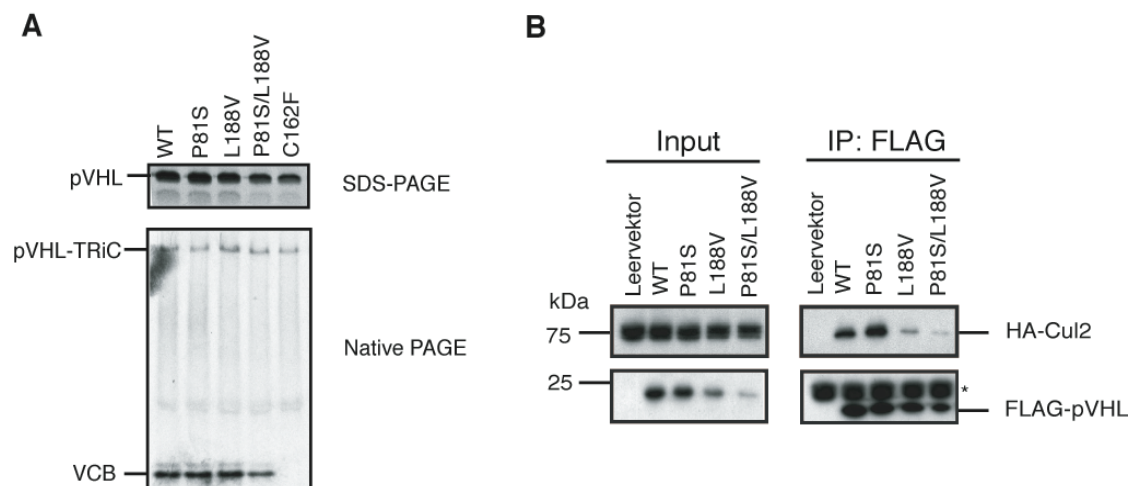 A
WT
P81S
L188V
P81S/L188V
C162F
pVHL
SDS-PAGE
pVHL-TRiC
Native PAGE
VCB
B
Input
IP: FLAG
Leervektor
WT
P81S
L188V
P81S/L188V
Leervektor
WT
P81S
L188V
P81S/L188V
kDa
75
HA-Cul2
25
*
FLAG-pVHL